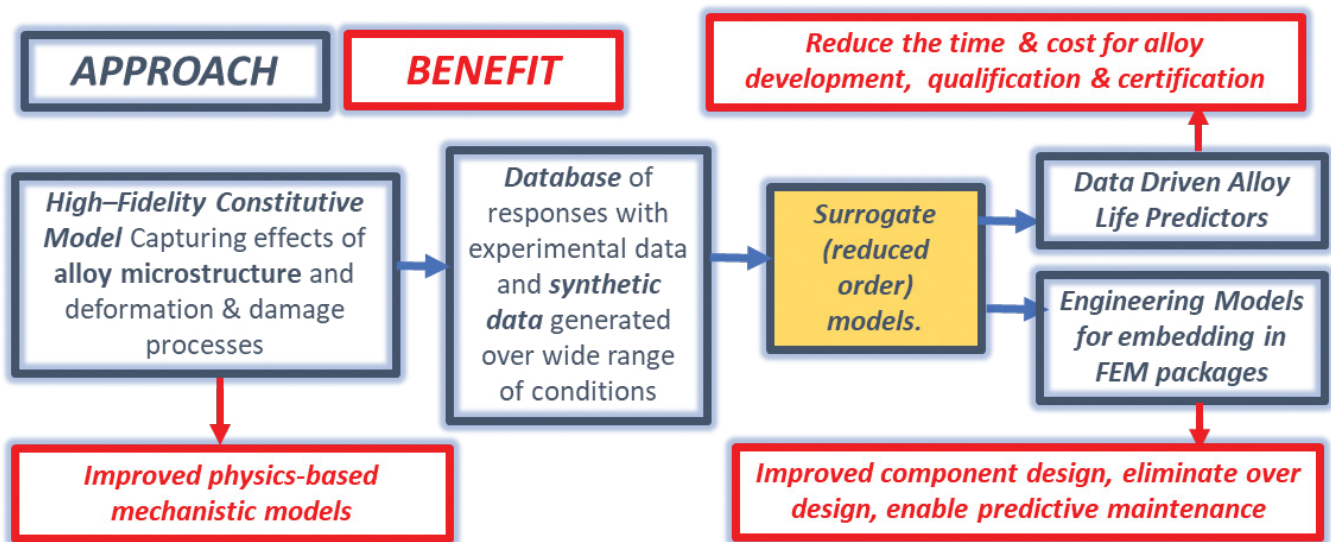 APPROACH
BENEFIT
Reduce the time & cost for alloy
development, qualification & certification
High–Fidelity Constitutive
Model Capturing effects of
alloy microstructure and
deformation & damage
processes
Database of
responses with
experimental data
and synthetic
data generated
over wide range
of conditions
Surrogate
(reduced
order)
models.
Data Driven Alloy
Life Predictors
Engineering Models
for embedding in
FEM packages
Improved physics-based
mechanistic models
Improved component design, eliminate over
design, enable predictive maintenance